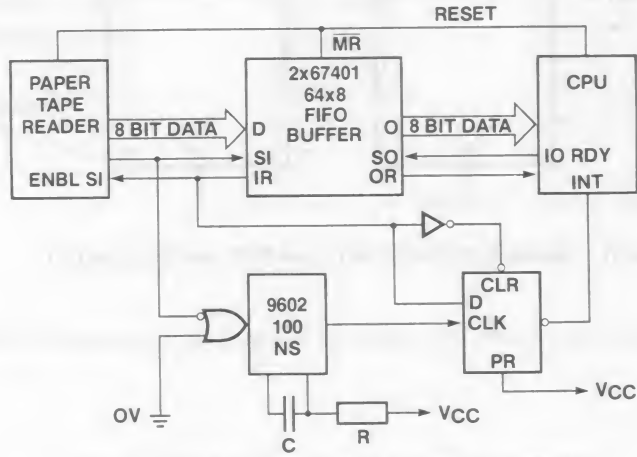 RESET
MR
PAPER
TAPE
READER
ENBL SI
8 BIT DATA
2x67401
64x8
FIFO
BUFFER
D
SI
IR
O
SO
OR
8 BIT DATA
CPU
IO RDY
INT
9602
100
NS
CLR
D
CLK
PR
VCC
OV
C
R
VCC